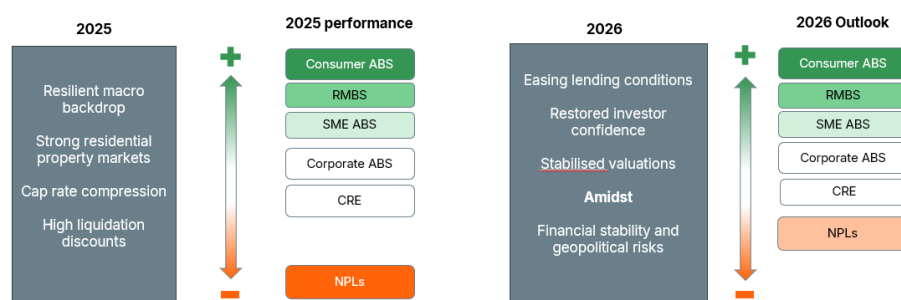 2025
Resilient macro
backdrop
Strong residential
property markets
Cap rate compression
High liquidation
discounts
2025 performance
Consumer ABS
RMBS
SME ABS
Corporate ABS
CRE
NPLs
2026
Easing lending conditions
Restored investor
confidence
Stabilised valuations
Amidst
Financial stability and
geopolitical risks
2026 Outlook
Consumer ABS
RMBS
SME ABS
Corporate ABS
CRE
NPLs